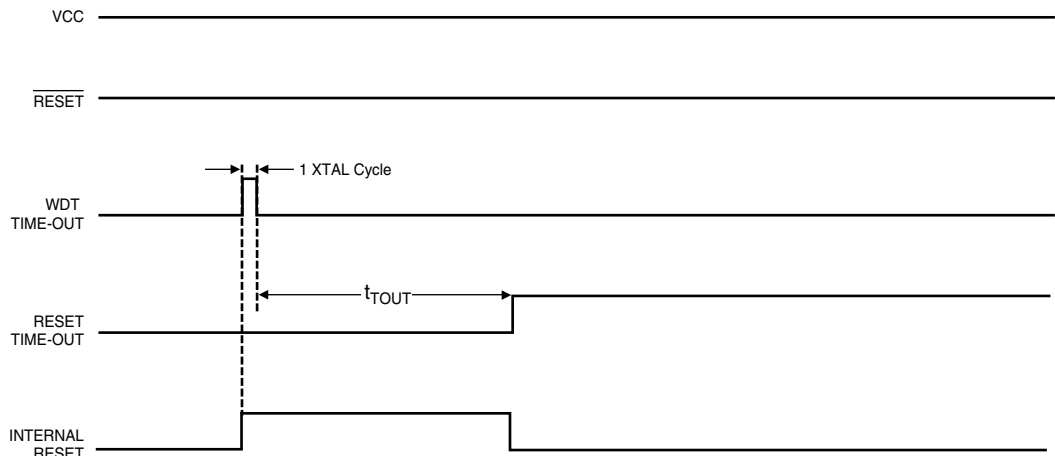 VCC
RESET
1 XTAL Cycle
WDT
TIME-OUT
tTOUT
RESET
TIME-OUT
INTERNAL
RESET